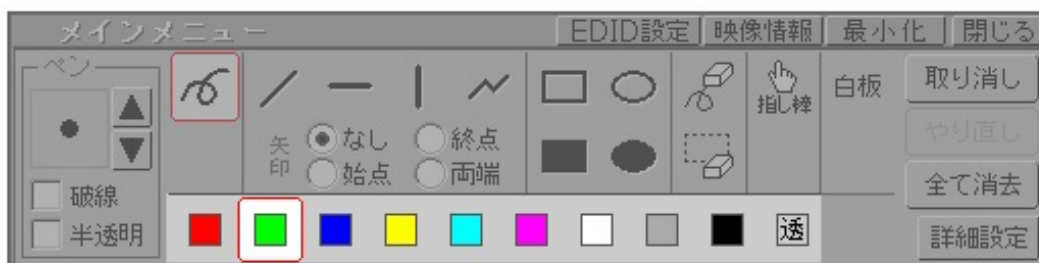 メインメニュー EDID設定 映像情報 最小化 閉じる
ペン
破線
半透明
矢印
なし 終点
始点 両端
指し棒
白板
取り消し
やり直し
全て消去
透
詳細設定